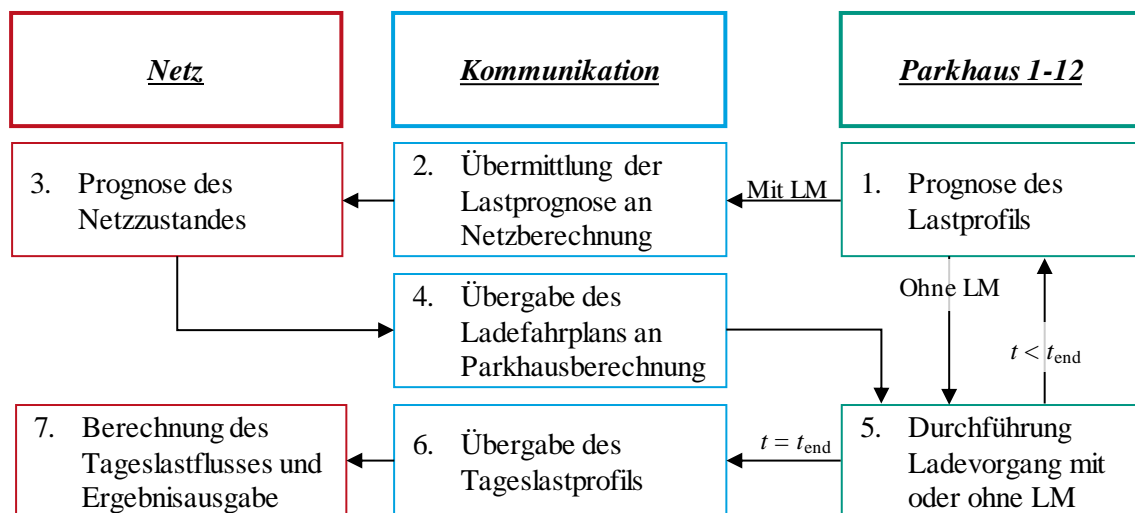 Netz
Kommunikation
Parkhaus 1-12
3. Prognose des
Netzzustandes
2. Übermittlung der
Lastprognose an
Netzberechnung
Mit LM
1. Prognose des
Lastprofils
Ohne LM
t < t_end
4. Übergabe des
Ladefahrplans an
Parkhausberechnung
7. Berechnung des
Tageslastflusses und
Ergebnisausgabe
6. Übergabe des
Tageslastprofils
t = t_end
5. Durchführung
Ladevorgang mit
oder ohne LM